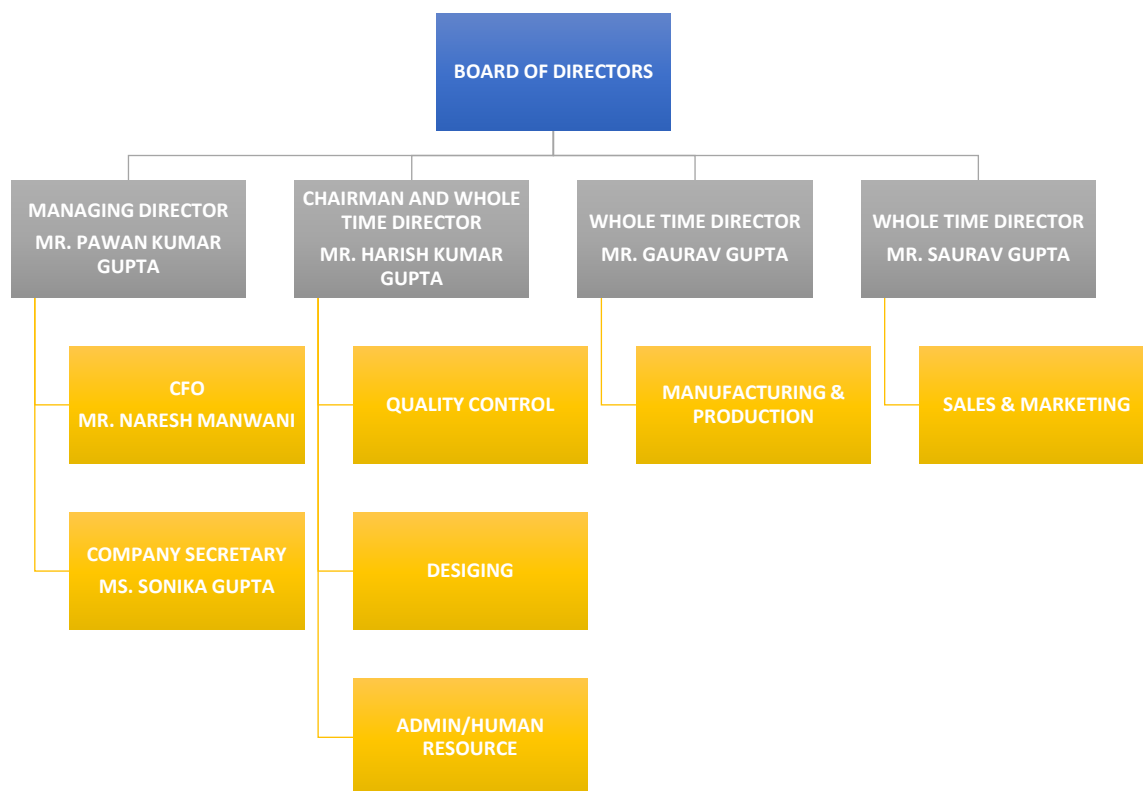 BOARD OF DIRECTORS
MANAGING DIRECTOR
MR. PAWAN KUMAR
GUPTA
CHAIRMAN AND WHOLE
TIME DIRECTOR
MR. HARISH KUMAR
GUPTA
WHOLE TIME DIRECTOR
MR. GAURAV GUPTA
WHOLE TIME DIRECTOR
MR. SAURAV GUPTA
CFO
MR. NARESH MANWANI
QUALITY CONTROL
MANUFACTURING &
PRODUCTION
SALES & MARKETING
COMPANY SECRETARY
MS. SONIKA GUPTA
DESIGING
ADMIN/HUMAN
RESOURCE